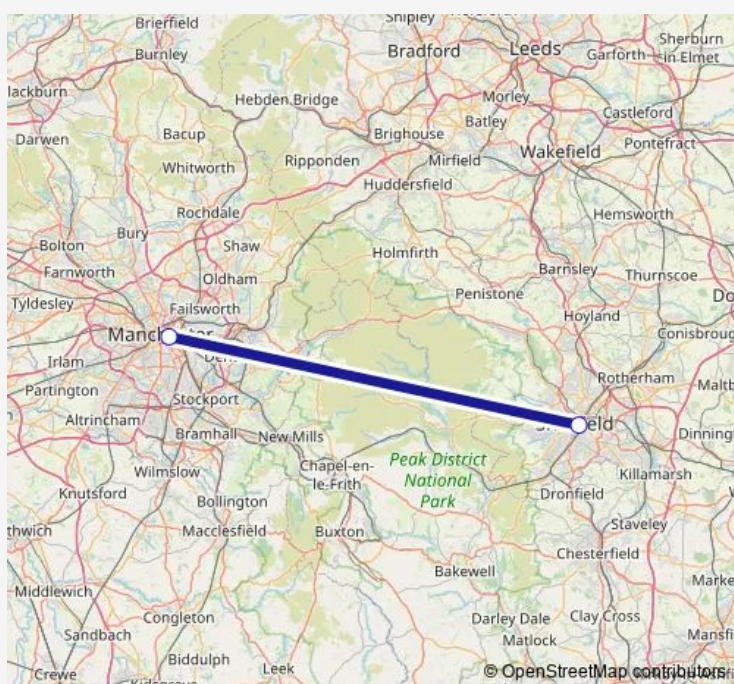 Shipley
Brierfield
Sherburn
in Elmet
Burnley
Bradford
Leeds
Garforth
Hebden Bridge
Morley
Castleford
Darwen
Bacup
Brighouse
Batley
Pontefract
Whitworth
Ripponden
Mirfield
Wakefield
Huddersfield
Rochdale
Hemsworth
Bolton
Bury
Shaw
Holmfirth
Barnsley
Thurnscoe
Farnworth
Oldham
Penistone
Tyldesley
Failsworth
Hoyland
Irlam
Partington
Stockport
Rotherham
Altrincham
Bramhall
New Mills
Peak District
National
Park
Chapel-en-
le-Frith
Wilmslow
Killamarsh
Knutsford
Bollington
Dronfield
Macclesfield
Buxton
Staveley
Chesterfield
Bakewell
Middlewich
Congleton
Darley Dale
Clay Cross
Sandbach
Matlock
Biddulph
Leek
Crewe
© OpenStreetMap contributors